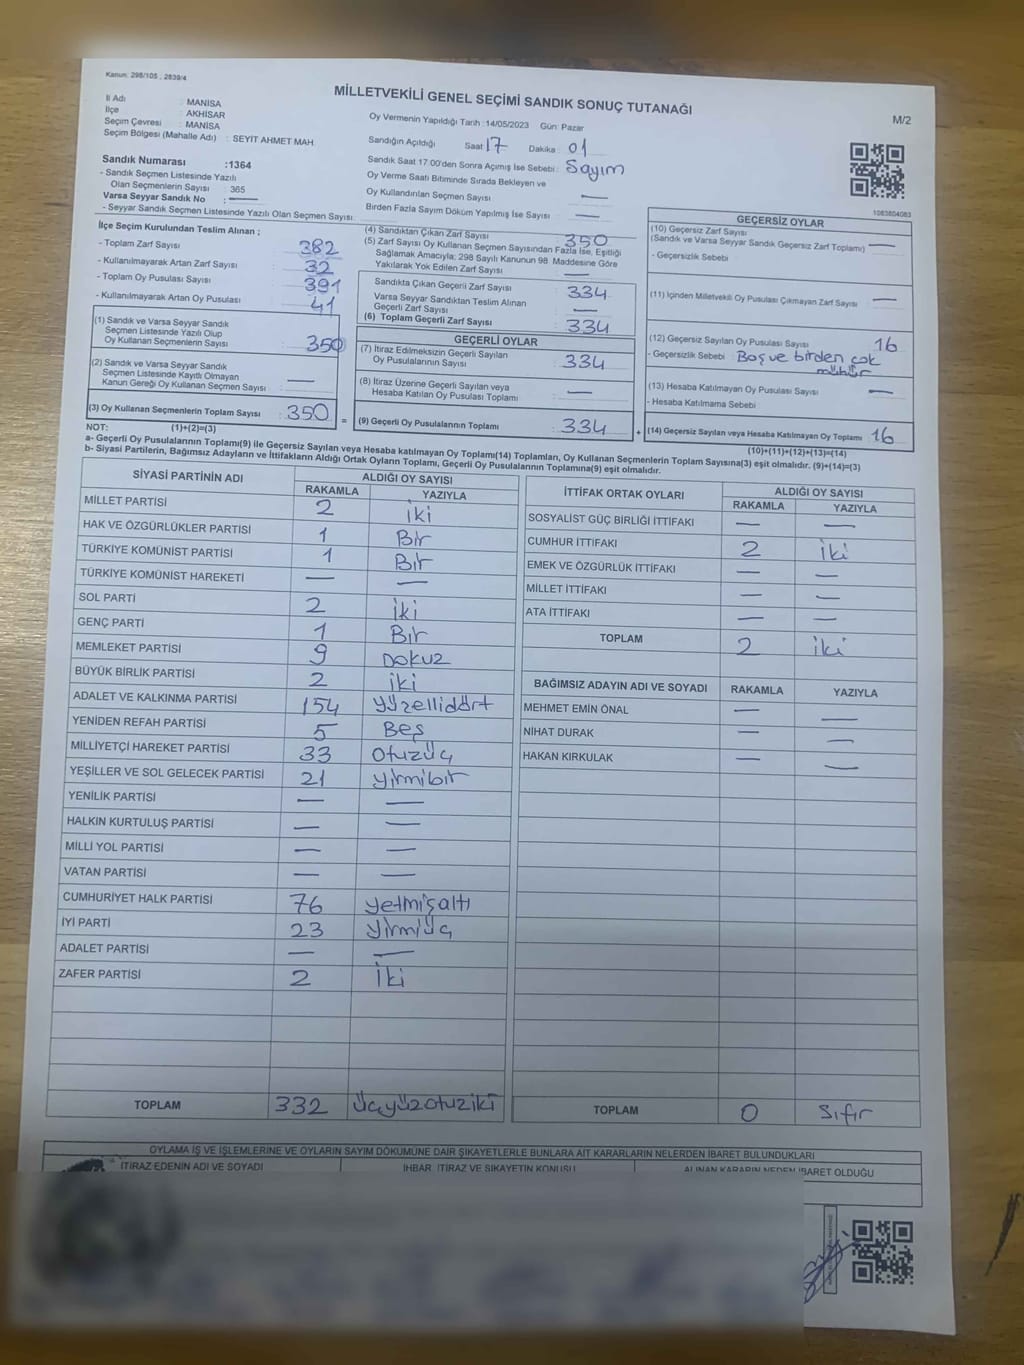 Kanun: 298/105 , 2839/4
MİLLETVEKİLİ GENEL SEÇİMİ SANDIK SONUÇ TUTANAĞI
M/2
İl Adı : MANİSA
İlçe : AKHİSAR
Seçim Çevresi : MANİSA
Seçim Bölgesi (Mahalle Adı) : SEYİT AHMET MAH.
Oy Vermenin Yapıldığı Tarih :14/05/2023 Gün: Pazar
Sandığın Açıldığı Saat : 17 Dakika : 01
Sandık Saat 17:00'den Sonra Açımış İse Sebebi : Sayım
Oy Verme Saati Bitiminde Sırada Bekleyen ve
Oy Kullandırılan Seçmen Sayısı : —
Birden Fazla Sayım Döküm Yapılmış İse Sayısı : —
Sandık Numarası :1364
- Sandık Seçmen Listesinde Yazılı
Olan Seçmenlerin Sayısı : 365
Varsa Seyyar Sandık No : —
- Seyyar Sandık Seçmen Listesinde Yazılı Olan Seçmen Sayısı:
1083804063
İlçe Seçim Kurulundan Teslim Alınan ;
- Toplam Zarf Sayısı : 382
- Kullanılmayarak Artan Zarf Sayısı : 32
- Toplam Oy Pusulası Sayısı : 391
- Kullanılmayarak Artan Oy Pusulası : 41
(1) Sandık ve Varsa Seyyar Sandık
Seçmen Listesinde Yazılı Olup
Oy Kullanan Seçmenlerin Sayısı : 350
(2) Sandık ve Varsa Seyyar Sandık
Seçmen Listesinde Kayıtlı Olmayan
Kanun Gereği Oy Kullanan Seçmen Sayısı : —
(3) Oy Kullanan Seçmenlerin Toplam Sayısı : 350 =
(4) Sandıktan Çıkan Zarf Sayısı : 350
(5) Zarf Sayısı Oy Kullanan Seçmen Sayısından Fazla İse, Eşitliği
Sağlamak Amacıyla; 298 Sayılı Kanunun 98. Maddesine Göre
Yakılarak Yok Edilen Zarf Sayısı : —
Sandıkta Çıkan Geçerli Zarf Sayısı : 334
Varsa Seyyar Sandıktan Teslim Alınan
Geçerli Zarf Sayısı : —
(6) Toplam Geçerli Zarf Sayısı : 334
GEÇERLİ OYLAR
(7) İtiraz Edilmeksizin Geçerli Sayılan
Oy Pusulalarının Sayısı : 334
(8) İtiraz Üzerine Geçerli Sayılan veya
Hesaba Katılan Oy Pusulası Toplamı : —
(9) Geçerli Oy Pusulalarının Toplamı : 334 +
GEÇERSİZ OYLAR
(10) Geçersiz Zarf Sayısı
(Sandık ve Varsa Seyyar Sandık Geçersiz Zarf Toplamı) —
- Geçersizlik Sebebi :
(11) İçinden Milletvekili Oy Pusulası Çıkmayan Zarf Sayısı : —
(12) Geçersiz Sayılan Oy Pusulası Sayısı : 16
- Geçersizlik Sebebi : Boş ve birden çok
mühür
(13) Hesaba Katılmayan Oy Pusulası Sayısı : —
- Hesaba Katılmama Sebebi :
(14) Geçersiz Sayılan veya Hesaba Katılmayan Oy Toplamı : 16
NOT: (1)+(2)=(3)
(10)+(11)+(12)+(13)=(14)
a- Geçerli Oy Pusulalarının Toplamı(9) ile Geçersiz Sayılan veya Hesaba katılmayan Oy Toplamı(14) Toplamları, Oy Kullanan Seçmenlerin Toplam Sayısına(3) eşit olmalıdır. (9)+(14)=(3)
b- Siyasi Partilerin, Bağımsız Adayların ve İttifakların Aldığı Ortak Oyların Toplamı, Geçerli Oy Pusulalarının Toplamına(9) eşit olmalıdır.
SİYASİ PARTİNİN ADI ALDIĞI OY SAYISI
RAKAMLA YAZIYLA
MİLLET PARTİSİ 2 iki
HAK VE ÖZGÜRLÜKLER PARTİSİ 1 Bir
TÜRKİYE KOMÜNİST PARTİSİ 1 Bir
TÜRKİYE KOMÜNİST HAREKETİ — —
SOL PARTİ 2 iki
GENÇ PARTİ 1 Bir
MEMLEKET PARTİSİ 9 Dokuz
BÜYÜK BİRLİK PARTİSİ 2 iki
ADALET VE KALKINMA PARTİSİ 154 yüzellidört
YENİDEN REFAH PARTİSİ 5 Beş
MİLLİYETÇİ HAREKET PARTİSİ 33 Otuzüç
YEŞİLLER VE SOL GELECEK PARTİSİ 21 yirmibir
YENİLİK PARTİSİ — —
HALKIN KURTULUŞ PARTİSİ — —
MİLLİ YOL PARTİSİ — —
VATAN PARTİSİ — —
CUMHURİYET HALK PARTİSİ 76 yetmişaltı
İYİ PARTİ 23 yirmiüç
ADALET PARTİSİ — —
ZAFER PARTİSİ 2 İki
TOPLAM 332 Üçyüzotuziki
İTTİFAK ORTAK OYLARI ALDIĞI OY SAYISI
RAKAMLA YAZIYLA
SOSYALİST GÜÇ BİRLİĞİ İTTİFAKI — —
CUMHUR İTTİFAKI 2 iki
EMEK VE ÖZGÜRLÜK İTTİFAKI — —
MİLLET İTTİFAKI — —
ATA İTTİFAKI — —
TOPLAM 2 iki
BAĞIMSIZ ADAYIN ADI VE SOYADI RAKAMLA YAZIYLA
MEHMET EMİN ÖNAL — —
NİHAT DURAK — —
HAKAN KIRKULAK — —
TOPLAM 0 Sıfır
OYLAMA İŞ VE İŞLEMLERİNE VE OYLARIN SAYIM DÖKÜMÜNE DAİR ŞİKAYETLERLE BUNLARA AİT KARARLARIN NELERDEN İBARET BULUNDUKLARI
İTİRAZ EDENİN ADI VE SOYADI İHBAR, İTİRAZ VE ŞİKAYETİN KONUSU ALINAN KARARIN NEDEN İBARET OLDUĞU